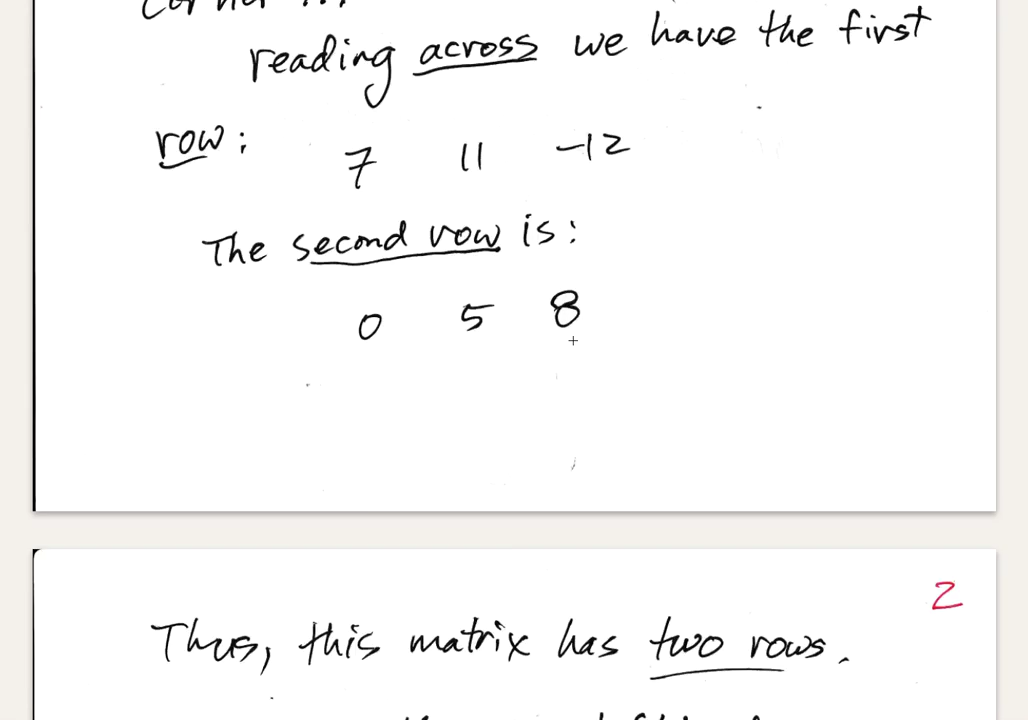 reading across we have the first
row: 7 11 -12
The second row is:
0 5 8
2
Thus, this matrix has two rows.